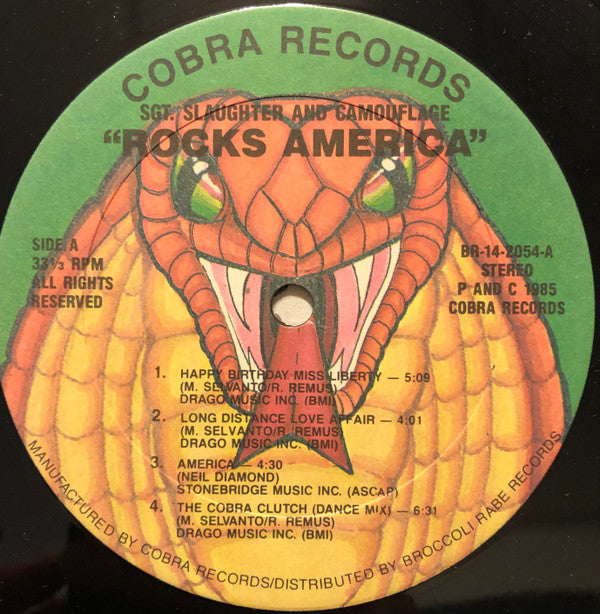 COBRA RECORDS
SGT. SLAUGHTER AND CAMOUFLAGE
"ROCKS AMERICA"
SIDE A
33⅓ RPM
ALL RIGHTS
RESERVED
BR-14-2054-A
STEREO
P AND C 1985
COBRA RECORDS
1. HAPPY BIRTHDAY MISS LIBERTY — 5:09
(M. SELVANTO/R. REMUS)
DRAGO MUSIC INC. (BMI)
2. LONG DISTANCE LOVE AFFAIR — 4:01
(M. SELVANTO/R. REMUS)
DRAGO MUSIC INC. (BMI)
3. AMERICA — 4:30
(NEIL DIAMOND)
STONEBRIDGE MUSIC INC. (ASCAP)
4. THE COBRA CLUTCH (DANCE MIX) — 6:31
(M. SELVANTO/R. REMUS)
DRAGO MUSIC INC. (BMI)
MANUFACTURED BY COBRA RECORDS/DISTRIBUTED BY BROCCOLI RABE RECORDS